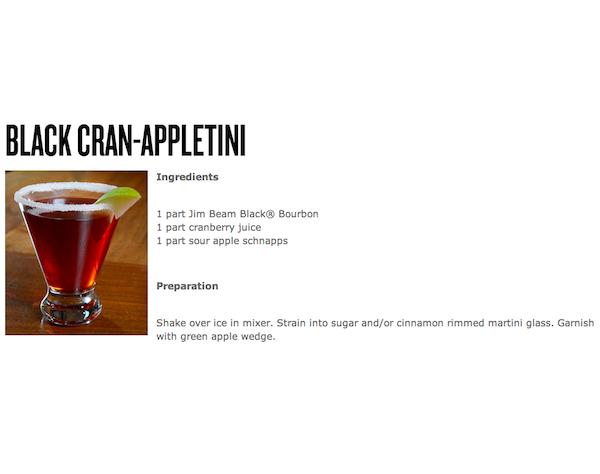 BLACK CRAN-APPLETINI
Ingredients
1 part Jim Beam Black® Bourbon
1 part cranberry juice
1 part sour apple schnapps
Preparation
Shake over ice in mixer. Strain into sugar and/or cinnamon rimmed martini glass. Garnish
with green apple wedge.